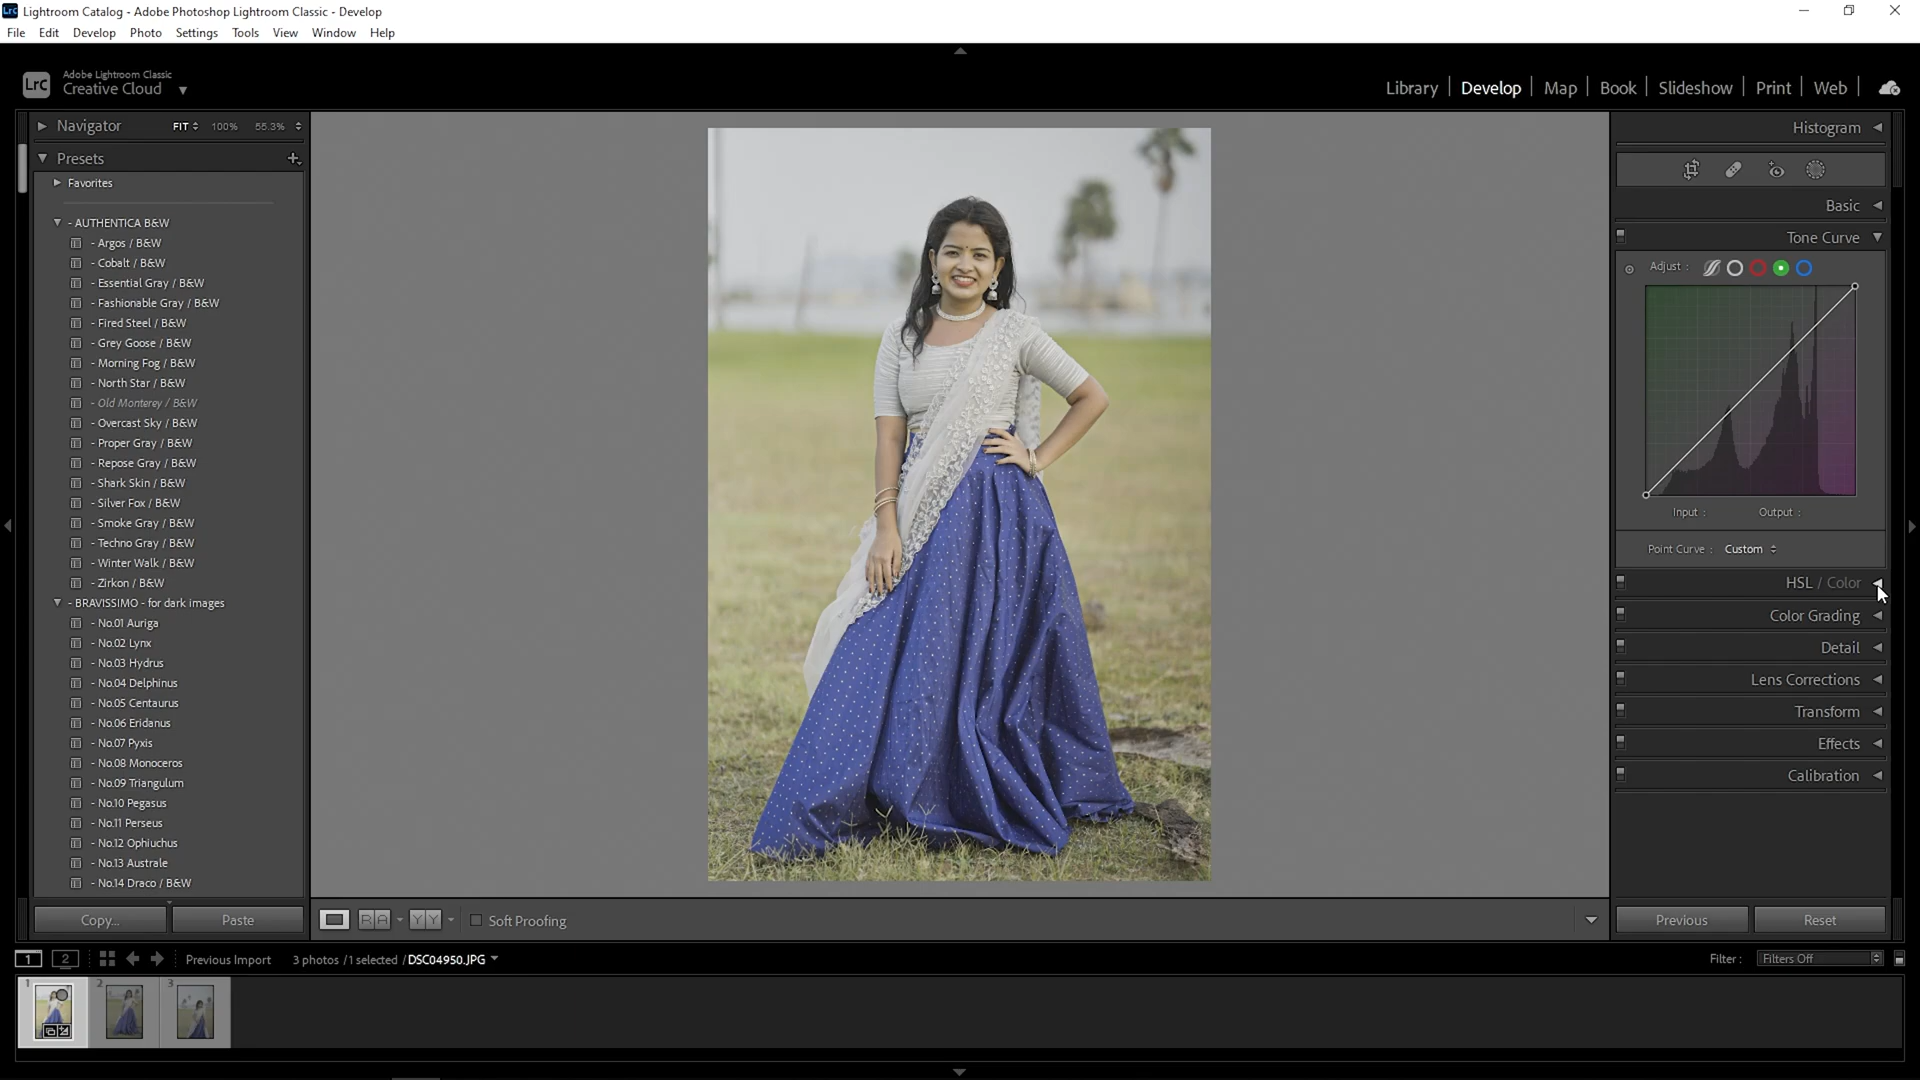 Lightroom Catalog - Adobe Photoshop Lightroom Classic - Develop
File Edit Develop Photo Settings Tools View Window Help
LrC Adobe Lightroom Classic
Creative Cloud
Library Develop Map Book Slideshow Print Web
Navigator FIT 100% 55.3%
Presets
Favorites
- AUTHENTICA B&W
- Argos / B&W
- Cobalt / B&W
- Essential Gray / B&W
- Fashionable Gray / B&W
- Fired Steel / B&W
- Grey Goose / B&W
- Morning Fog / B&W
- North Star / B&W
- Old Monterey / B&W
- Overcast Sky / B&W
- Proper Gray / B&W
- Repose Gray / B&W
- Shark Skin / B&W
- Silver Fox / B&W
- Smoke Gray / B&W
- Techno Gray / B&W
- Winter Walk / B&W
- Zirkon / B&W
- BRAVISSIMO - for dark images
- No.01 Auriga
- No.02 Lynx
- No.03 Hydrus
- No.04 Delphinus
- No.05 Centaurus
- No.06 Eridanus
- No.07 Pyxis
- No.08 Monoceros
- No.09 Triangulum
- No.10 Pegasus
- No.11 Perseus
- No.12 Ophiuchus
- No.13 Australe
- No.14 Draco / B&W
Copy... Paste
R A Y Y Soft Proofing
Histogram
Basic
Tone Curve
Adjust :
Input : Output :
Point Curve : Custom
HSL / Color
Color Grading
Detail
Lens Corrections
Transform
Effects
Calibration
Previous Reset
1 2 Previous Import 3 photos / 1 selected / DSC04950.JPG Filter : Filters Off
1 2 3